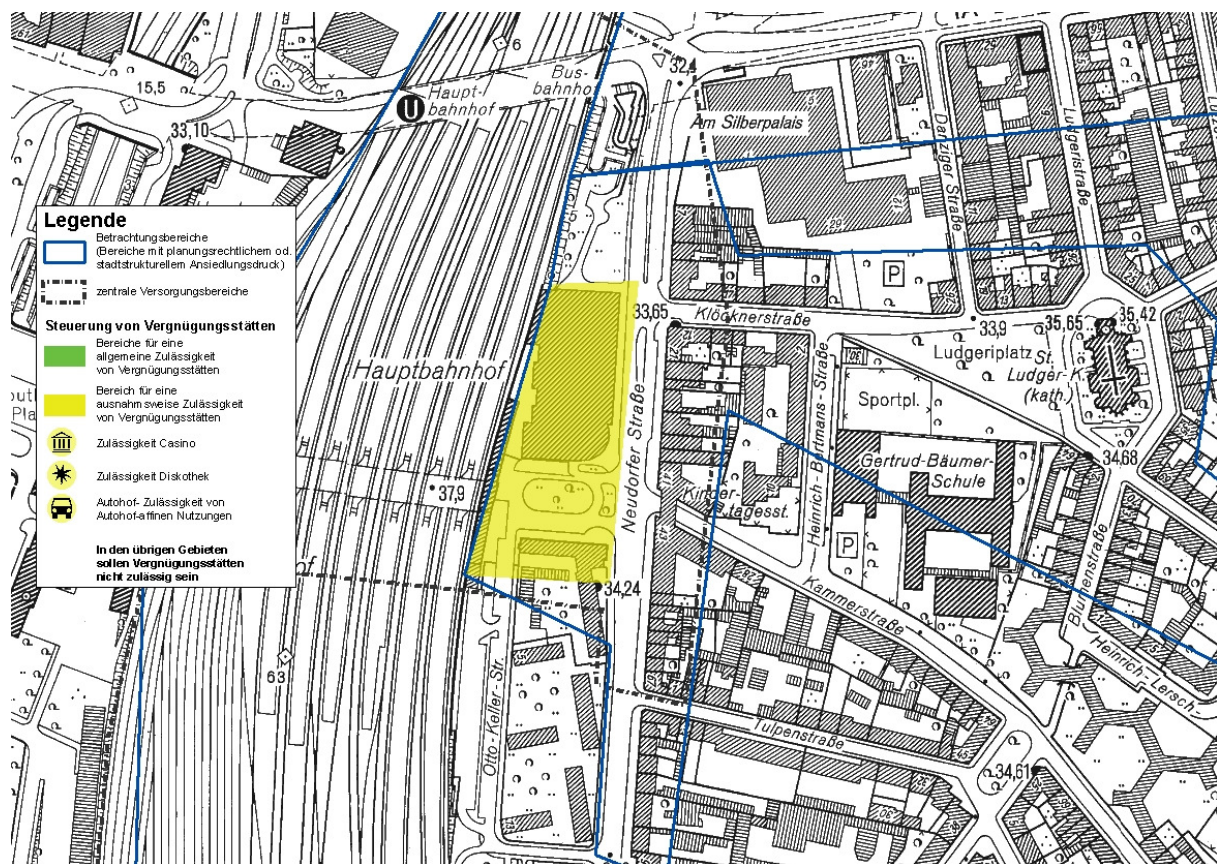 15,5
6
U
Haupt-/
bahnhof
Bus-
bahnhof
32,4
Am Silberpalais
Danziger Straße
Ludgeristraße
33,10
Legende
Betrachtungsbereiche
(Bereiche mit planungsrechtlichem od.
stadtstrukturellem Ansiedlungsdruck)
zentrale Versorgungsbereiche
Steuerung von Vergnügungsstätten
Bereiche für eine
allgemeine Zulässigkeit
von Vergnügungsstätten
Bereich für eine
ausnahmsweise Zulässigkeit
von Vergnügungsstätten
Zulässigkeit Casino
Zulässigkeit Diskothek
Autohof- Zulässigkeit von
Autohof-affinen Nutzungen
In den übrigen Gebieten
sollen Vergnügungsstätten
nicht zulässig sein
Hauptbahnhof
37,9
63
P
33,65
Klöcknerstraße
33,9
35,65
35,42
Ludgeriplatz
St.
Ludger-K.
(kath.)
Sportpl.
Neudorfer Straße
Heinrich-Bertmans-Straße
Gertrud-Bäumer-
Schule
34,68
Kinder-
tagesst.
P
34,24
Kammerstraße
Blumenstraße
Heinrich-Lersch-
Otto-Keller-Str.
Tulpenstraße
34,61